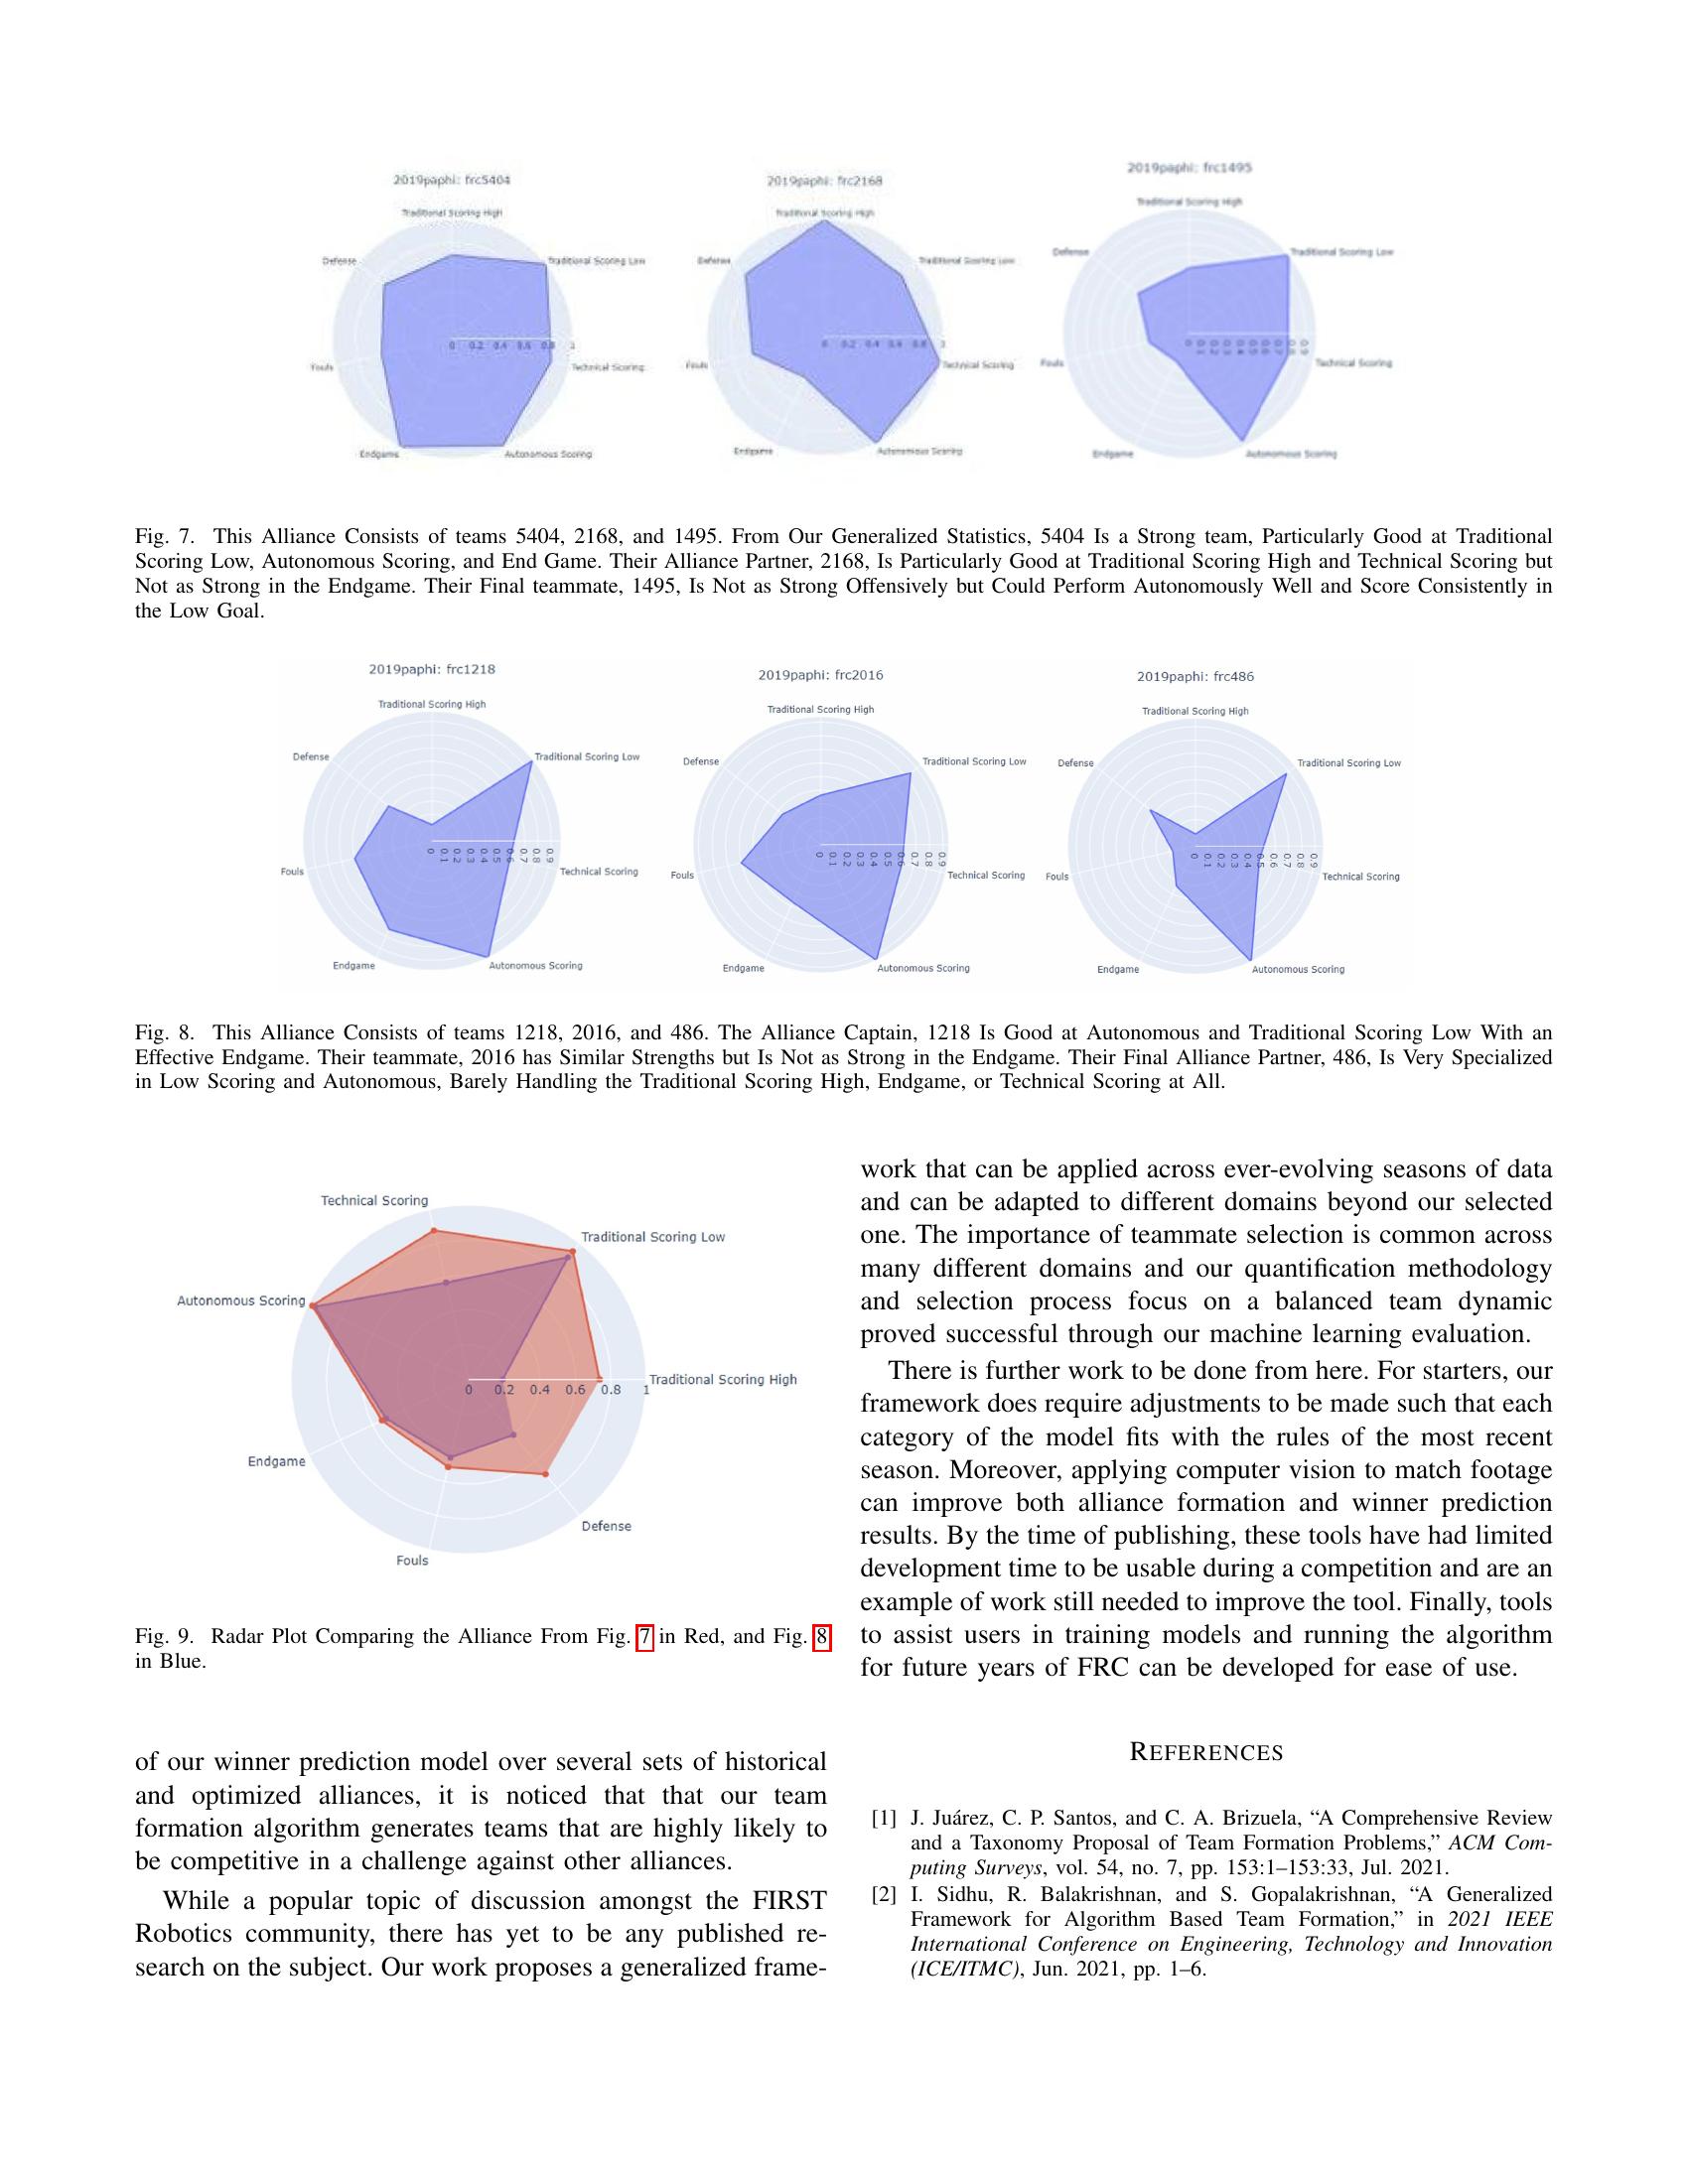 2019paphi: frc5404
Traditional Scoring High
Defense
Traditional Scoring Low
0 0.2 0.4 0.6 0.8 1
Fouls
Technical Scoring
Endgame
Autonomous Scoring
2019paphi: frc2168
Traditional Scoring High
Defense
Traditional Scoring Low
0 0.2 0.4 0.6 0.8 1
Fouls
Technical Scoring
Endgame
Autonomous Scoring
2019paphi: frc1495
Traditional Scoring High
Defense
Traditional Scoring Low
Fouls
Technical Scoring
Endgame
Autonomous Scoring
Fig. 7. This Alliance Consists of teams 5404, 2168, and 1495. From Our Generalized Statistics, 5404 Is a Strong team, Particularly Good at Traditional
Scoring Low, Autonomous Scoring, and End Game. Their Alliance Partner, 2168, Is Particularly Good at Traditional Scoring High and Technical Scoring but
Not as Strong in the Endgame. Their Final teammate, 1495, Is Not as Strong Offensively but Could Perform Autonomously Well and Score Consistently in
the Low Goal.
2019paphi: frc1218
Traditional Scoring High
Defense
Traditional Scoring Low
0 0.1 0.2 0.3 0.4 0.5 0.6 0.7 0.8 0.9
Fouls
Technical Scoring
Endgame
Autonomous Scoring
2019paphi: frc2016
Traditional Scoring High
Defense
Traditional Scoring Low
0 0.1 0.2 0.3 0.4 0.5 0.6 0.7 0.8 0.9
Fouls
Technical Scoring
Endgame
Autonomous Scoring
2019paphi: frc486
Traditional Scoring High
Defense
Traditional Scoring Low
0 0.1 0.2 0.3 0.4 0.5 0.6 0.7 0.8 0.9
Fouls
Technical Scoring
Endgame
Autonomous Scoring
Fig. 8. This Alliance Consists of teams 1218, 2016, and 486. The Alliance Captain, 1218 Is Good at Autonomous and Traditional Scoring Low With an
Effective Endgame. Their teammate, 2016 has Similar Strengths but Is Not as Strong in the Endgame. Their Final Alliance Partner, 486, Is Very Specialized
in Low Scoring and Autonomous, Barely Handling the Traditional Scoring High, Endgame, or Technical Scoring at All.
Technical Scoring
Traditional Scoring Low
Autonomous Scoring
0 0.2 0.4 0.6 0.8 1
Traditional Scoring High
Endgame
Defense
Fouls
Fig. 9. Radar Plot Comparing the Alliance From Fig. 7 in Red, and Fig. 8
in Blue.
of our winner prediction model over several sets of historical
and optimized alliances, it is noticed that that our team
formation algorithm generates teams that are highly likely to
be competitive in a challenge against other alliances.
While a popular topic of discussion amongst the FIRST
Robotics community, there has yet to be any published re-
search on the subject. Our work proposes a generalized frame-
work that can be applied across ever-evolving seasons of data
and can be adapted to different domains beyond our selected
one. The importance of teammate selection is common across
many different domains and our quantification methodology
and selection process focus on a balanced team dynamic
proved successful through our machine learning evaluation.
There is further work to be done from here. For starters, our
framework does require adjustments to be made such that each
category of the model fits with the rules of the most recent
season. Moreover, applying computer vision to match footage
can improve both alliance formation and winner prediction
results. By the time of publishing, these tools have had limited
development time to be usable during a competition and are an
example of work still needed to improve the tool. Finally, tools
to assist users in training models and running the algorithm
for future years of FRC can be developed for ease of use.
REFERENCES
[1] J. Juárez, C. P. Santos, and C. A. Brizuela, “A Comprehensive Review
and a Taxonomy Proposal of Team Formation Problems,” ACM Com-
puting Surveys, vol. 54, no. 7, pp. 153:1–153:33, Jul. 2021.
[2] I. Sidhu, R. Balakrishnan, and S. Gopalakrishnan, “A Generalized
Framework for Algorithm Based Team Formation,” in 2021 IEEE
International Conference on Engineering, Technology and Innovation
(ICE/ITMC), Jun. 2021, pp. 1–6.